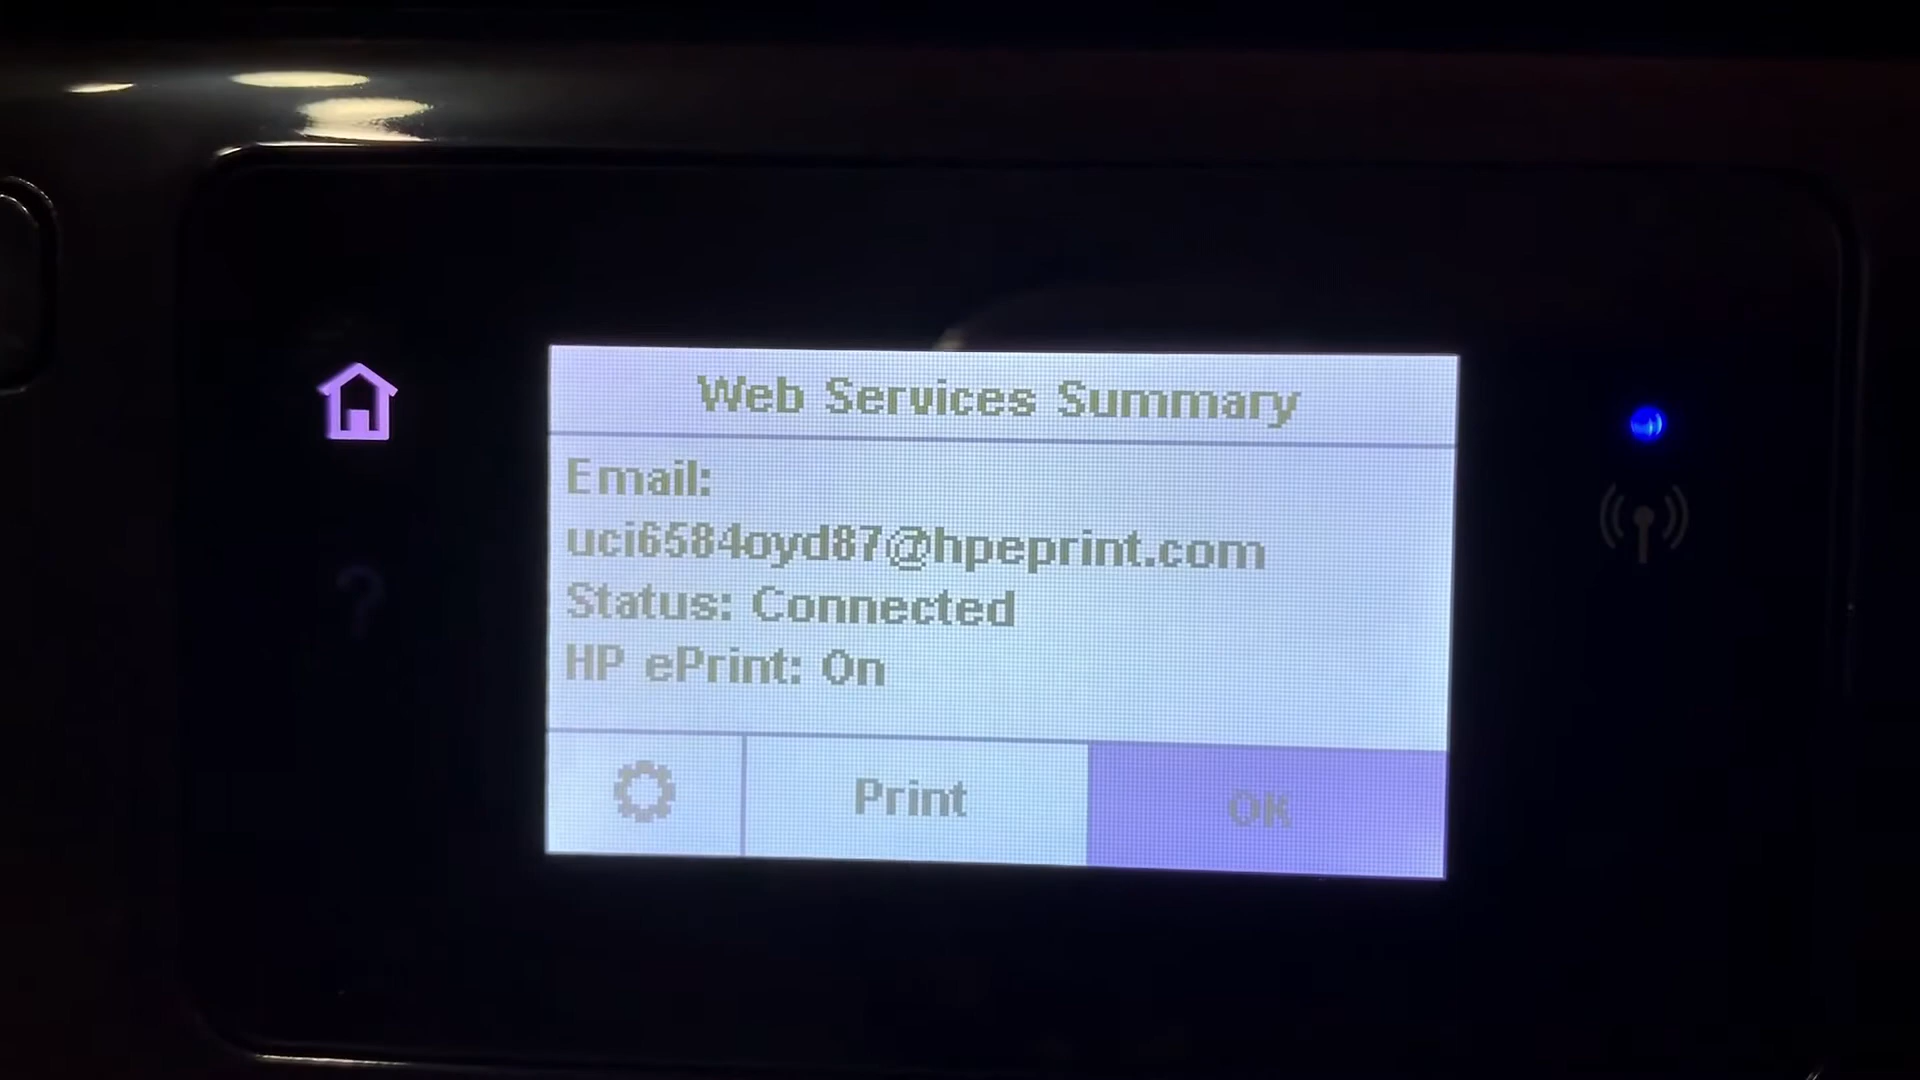 Web Services Summary
Email:
uci6584oyd87@hpeprint.com
Status: Connected
HP ePrint: On
Print
OK
?